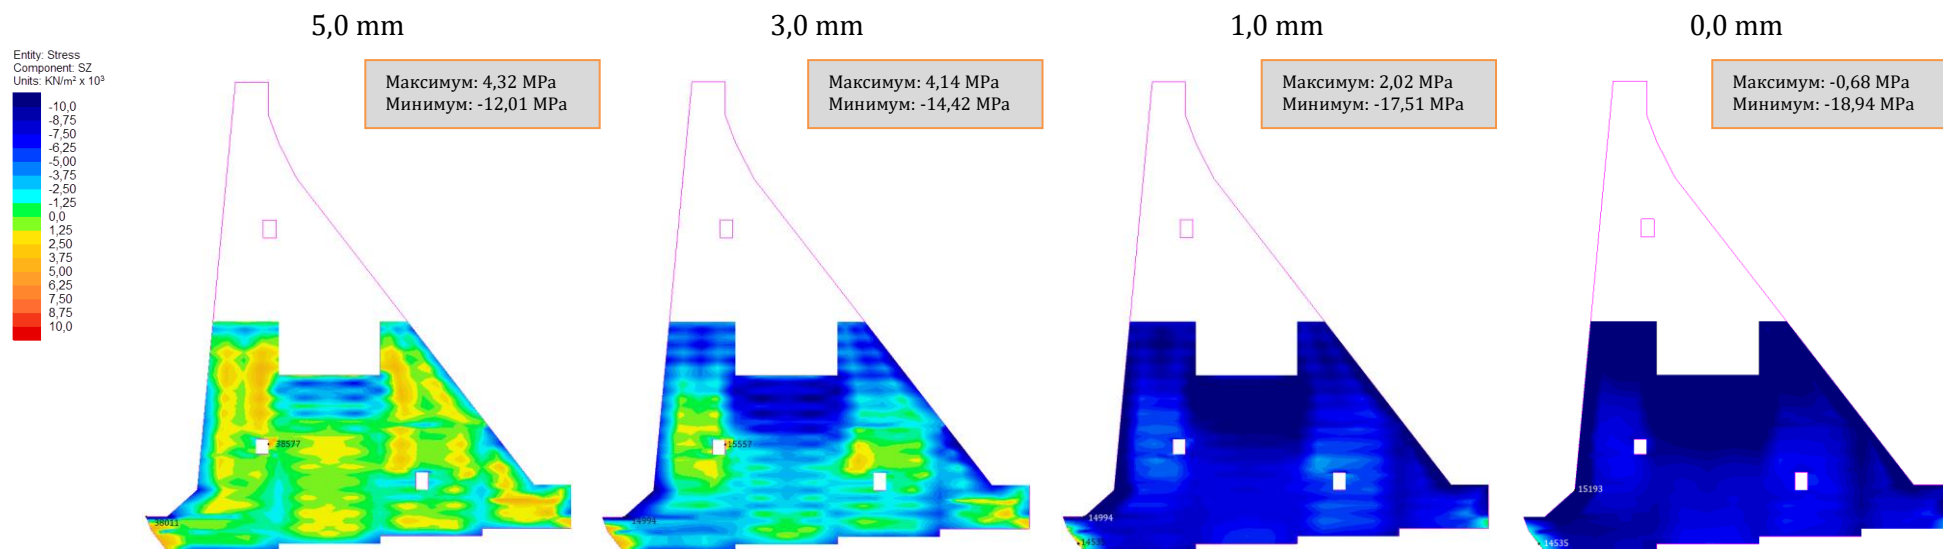 5,0 mm
3,0 mm
1,0 mm
0,0 mm
Entity: Stress
Component: SZ
Units: KN/m² x 10³
-10,0
-8,75
-7,50
-6,25
-5,00
-3,75
-2,50
-1,25
0,0
1,25
2,50
3,75
5,00
6,25
7,50
8,75
10,0
Максимум: 4,32 MPa
Минимум: -12,01 MPa
Максимум: 4,14 MPa
Минимум: -14,42 MPa
Максимум: 2,02 MPa
Минимум: -17,51 MPa
Максимум: -0,68 MPa
Минимум: -18,94 MPa
38577
38011
15557
14994
14994
14535
15193
14535